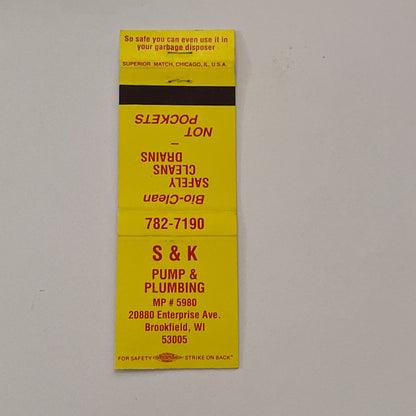 So safe you can even use it in
your garbage disposer
SUPERIOR MATCH, CHICAGO, IL, U.S.A.
Bio-Clean
SAFELY
CLEANS
DRAINS
–
NOT
POCKETS
782-7190
S & K
PUMP &
PLUMBING
MP # 5980
20880 Enterprise Ave.
Brookfield, WI
53005
FOR SAFETY STRIKE ON BACK